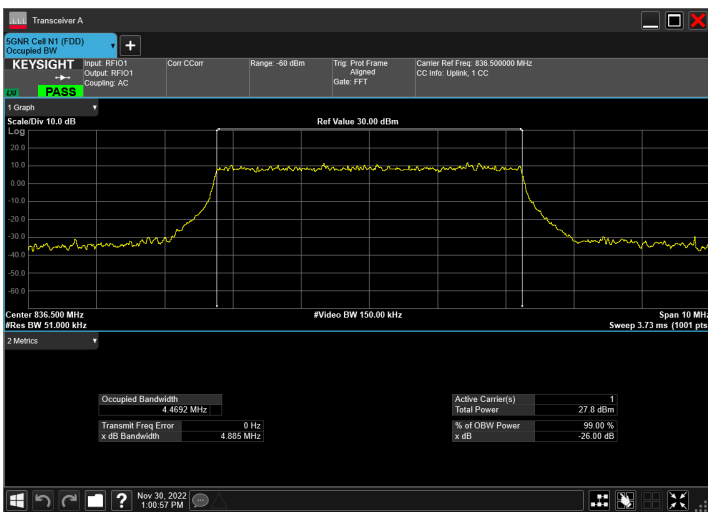 Transceiver A
5GNR Cell N1 (FDD)
Occupied BW
KEYSIGHT
Input: RFIO1
Output: RFIO1
Coupling: AC
Corr CCorr
Range: -60 dBm
Trig: Prot Frame
Aligned
Gate: FFT
Carrier Ref Freq: 836.500000 MHz
CC Info: Uplink, 1 CC
LXI
PASS
1 Graph
Scale/Div 10.0 dB
Ref Value 30.00 dBm
Log
20.0
10.0
0.00
-10.0
-20.0
-30.0
-40.0
-50.0
-60.0
Center 836.500 MHz
#Video BW 150.00 kHz
Span 10 MHz
#Res BW 51.000 kHz
Sweep 3.73 ms (1001 pts
2 Metrics
Occupied Bandwidth
4.4692 MHz
Transmit Freq Error 0 Hz
x dB Bandwidth 4.885 MHz
Active Carrier(s) 1
Total Power 27.8 dBm
% of OBW Power 99.00 %
x dB -26.00 dB
Nov 30, 2022
1:00:57 PM